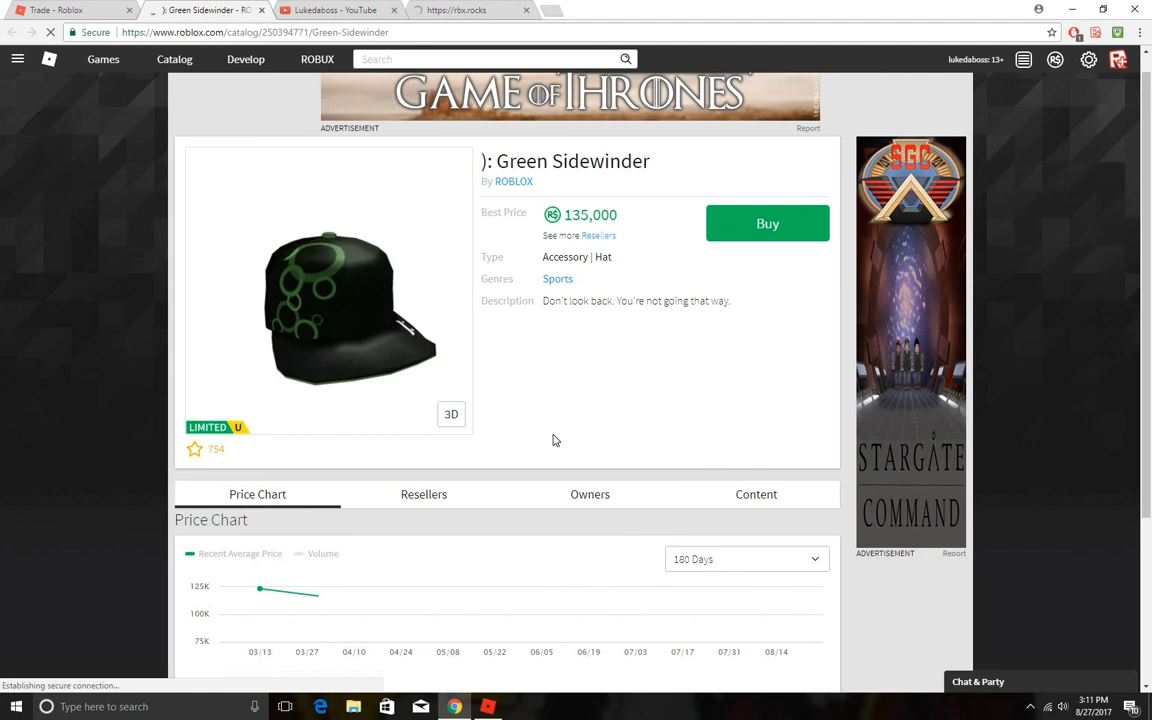 Trade - Roblox
): Green Sidewinder - RO
Lukedaboss - YouTube
https://rbx.rocks
Secure
https://www.roblox.com/catalog/250394771/Green-Sidewinder
1
Games
Catalog
Develop
ROBUX
Search
lukedaboss: 13+
R$
R+
GAME OF THRONES
ADVERTISEMENT
Report
): Green Sidewinder
By ROBLOX
Best Price
R$ 135,000
Buy
See more Resellers
Type
Accessory | Hat
Genres
Sports
Description
Don't look back. You're not going that way.
3D
LIMITED U
754
SGC
STARGATE
COMMAND
ADVERTISEMENT
Report
Price Chart
Resellers
Owners
Content
Price Chart
Recent Average Price
Volume
180 Days
125K
100K
75K
03/13
03/27
04/10
04/24
05/08
05/22
06/05
06/19
07/03
07/17
07/31
08/14
Establishing secure connection...
Chat & Party
Type here to search
3:11 PM
8/27/2017
10